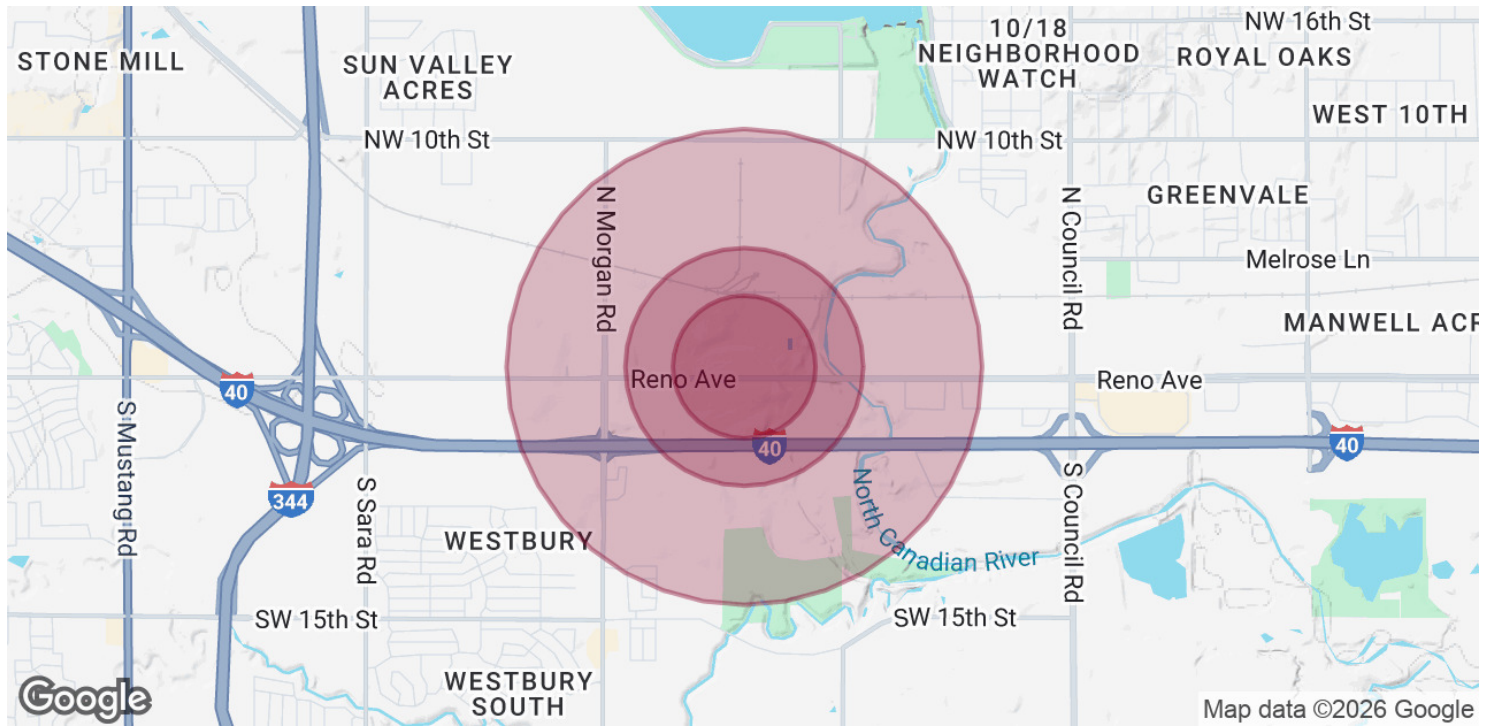 STONE MILL
SUN VALLEY
ACRES
10/18
NEIGHBORHOOD
WATCH
NW 16th St
ROYAL OAKS
WEST 10TH
NW 10th St
NW 10th St
N Morgan Rd
N Council Rd
GREENVALE
Melrose Ln
MANWELL ACR
Reno Ave
Reno Ave
40
40
40
S Mustang Rd
344
S Sara Rd
WESTBURY
North Canadian River
S Council Rd
SW 15th St
SW 15th St
WESTBURY
SOUTH
Google
Map data ©2026 Google